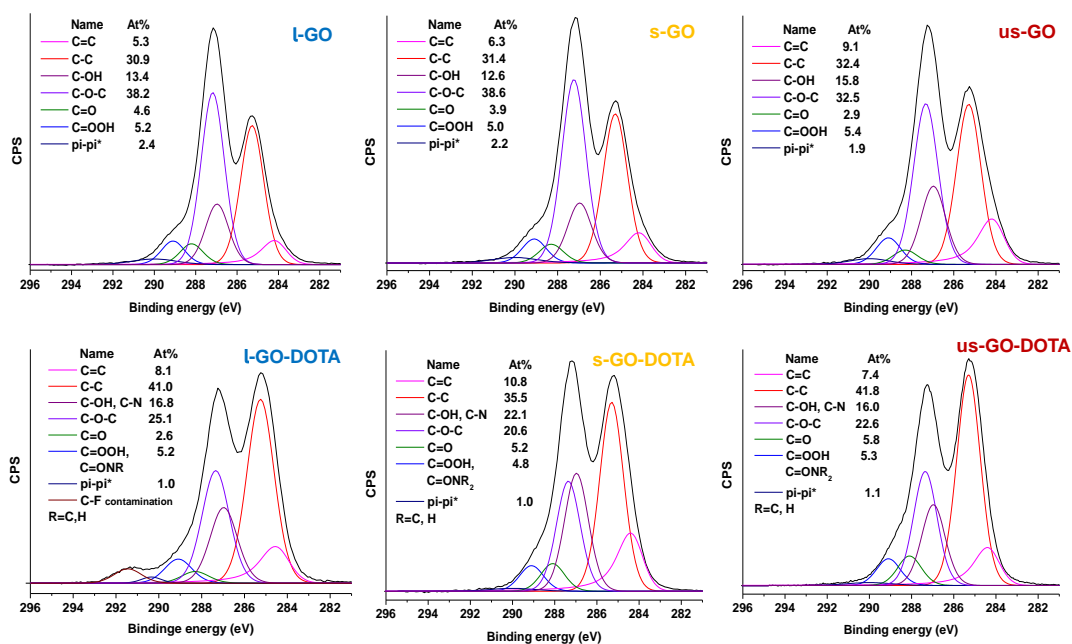 l-GO
Name At%
C=C 5.3
C-C 30.9
C-OH 13.4
C-O-C 38.2
C=O 4.6
C=OOH 5.2
pi-pi* 2.4
CPS
296 294 292 290 288 286 284 282
Binding energy (eV)
s-GO
Name At%
C=C 6.3
C-C 31.4
C-OH 12.6
C-O-C 38.6
C=O 3.9
C=OOH 5.0
pi-pi* 2.2
CPS
296 294 292 290 288 286 284 282
Binding energy (eV)
us-GO
Name At%
C=C 9.1
C-C 32.4
C-OH 15.8
C-O-C 32.5
C=O 2.9
C=OOH 5.4
pi-pi* 1.9
CPS
296 294 292 290 288 286 284 282
Binding energy (eV)
l-GO-DOTA
Name At%
C=C 8.1
C-C 41.0
C-OH, C-N 16.8
C-O-C 25.1
C=O 2.6
C=OOH, 5.2
C=ONR
pi-pi* 1.0
C-F contamination
R=C,H
CPS
296 294 292 290 288 286 284 282
Bindinge energy (eV)
s-GO-DOTA
Name At%
C=C 10.8
C-C 35.5
C-OH, C-N 22.1
C-O-C 20.6
C=O 5.2
C=OOH, 4.8
C=ONR2
pi-pi* 1.0
R=C, H
CPS
296 294 292 290 288 286 284 282
Binding energy (eV)
us-GO-DOTA
Name At%
C=C 7.4
C-C 41.8
C-OH, C-N 16.0
C-O-C 22.6
C=O 5.8
C=OOH 5.3
C=ONR2
pi-pi* 1.1
R=C, H
CPS
296 294 292 290 288 286 284 282
Binding energy (eV)